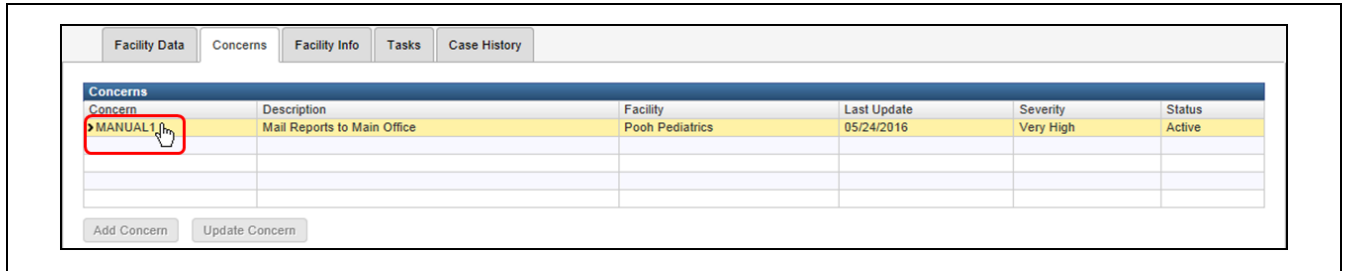 Facility Data Concerns Facility Info Tasks Case History
Concerns
Concern Description Facility Last Update Severity Status
MANUAL1 Mail Reports to Main Office Pooh Pediatrics 05/24/2016 Very High Active
Add Concern Update Concern